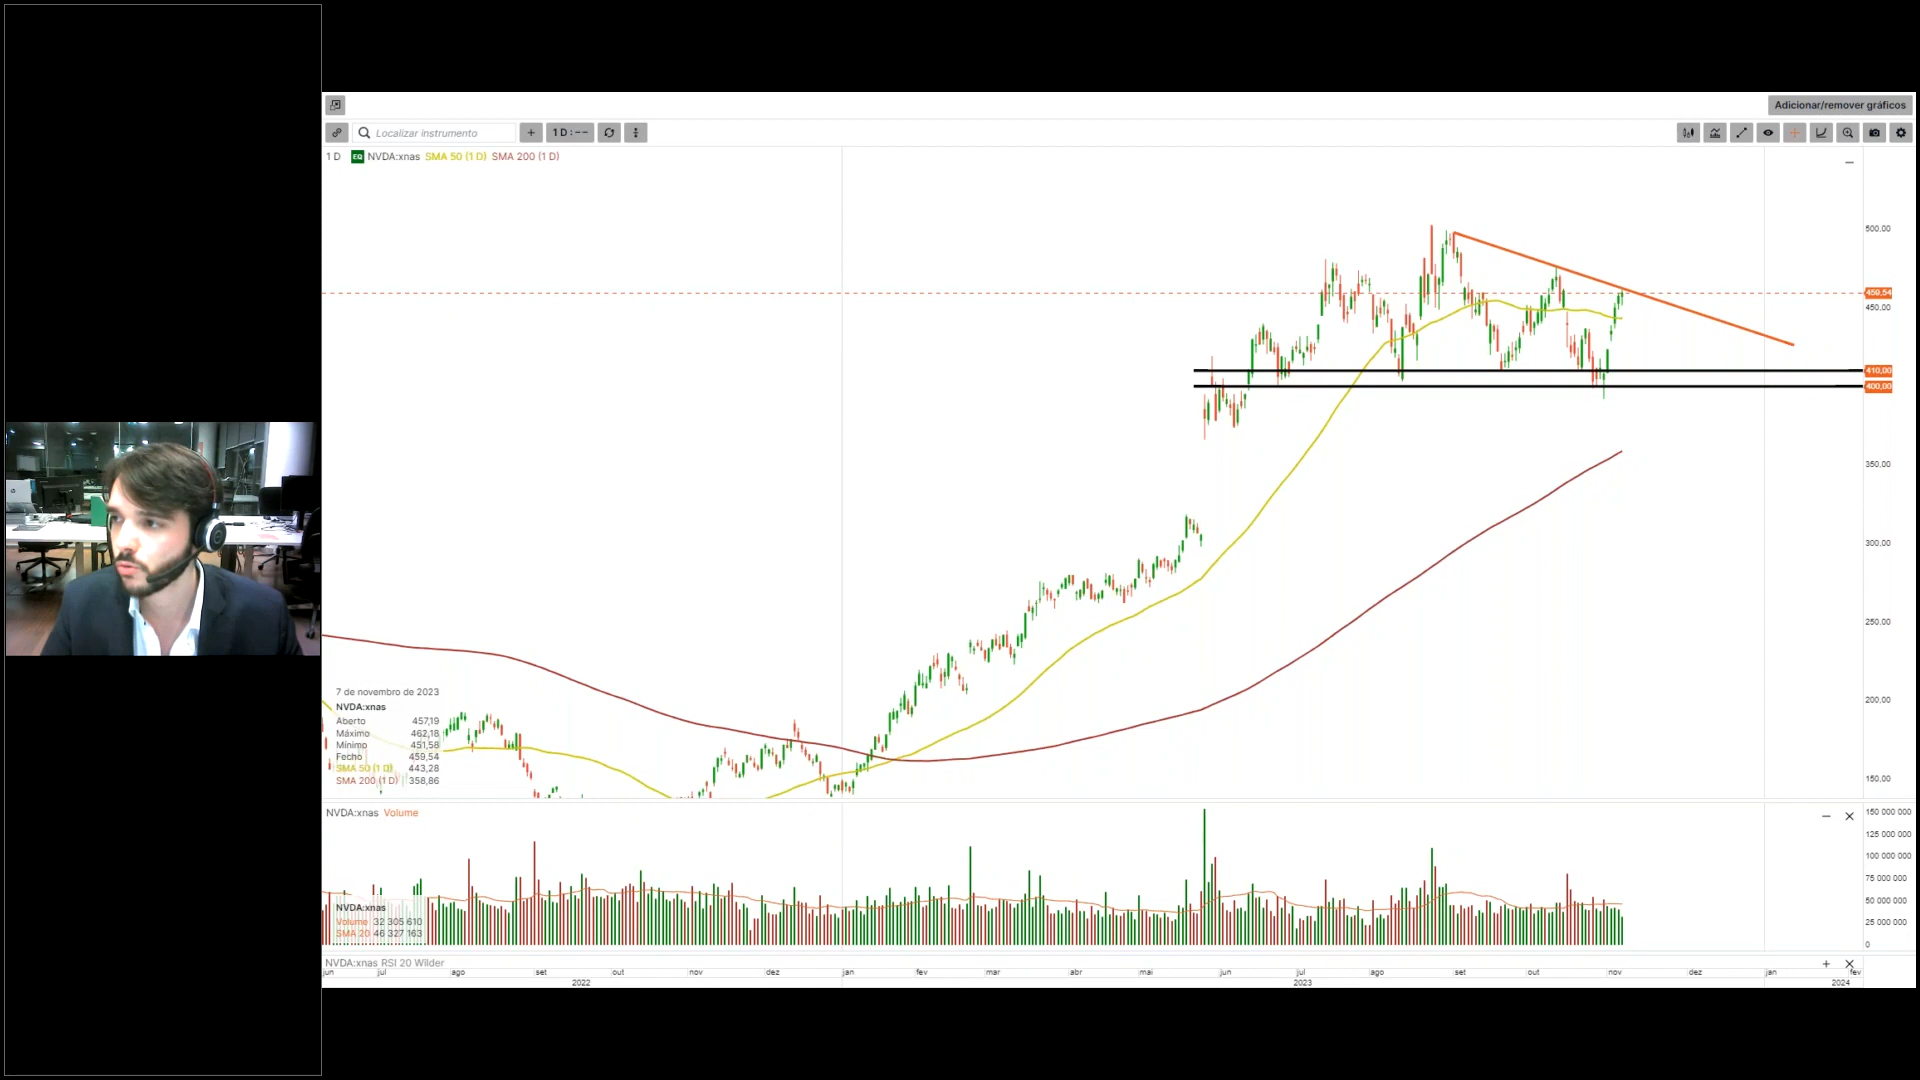 Adicionar/remover gráficos
Localizar instrumento
+ 1 D : − −
1 D EQ NVDA:xnas SMA 50 (1 D) SMA 200 (1 D)
500,00
459,54
450,00
410,00
400,00
350,00
300,00
250,00
200,00
150,00
7 de novembro de 2023
NVDA:xnas
Aberto 457,19
Máximo 462,18
Mínimo 451,58
Fecho 459,54
SMA 50 (1 D) 443,28
SMA 200 (1 D) 358,86
NVDA:xnas Volume
150 000 000
125 000 000
100 000 000
75 000 000
50 000 000
25 000 000
0
NVDA:xnas
Volume 32 305 610
SMA 20 46 327 163
NVDA:xnas RSI 20 Wilder
jun jul ago set out nov dez jan fev mar abr mai jun jul ago set out nov dez jan fev
2022 2023 2024